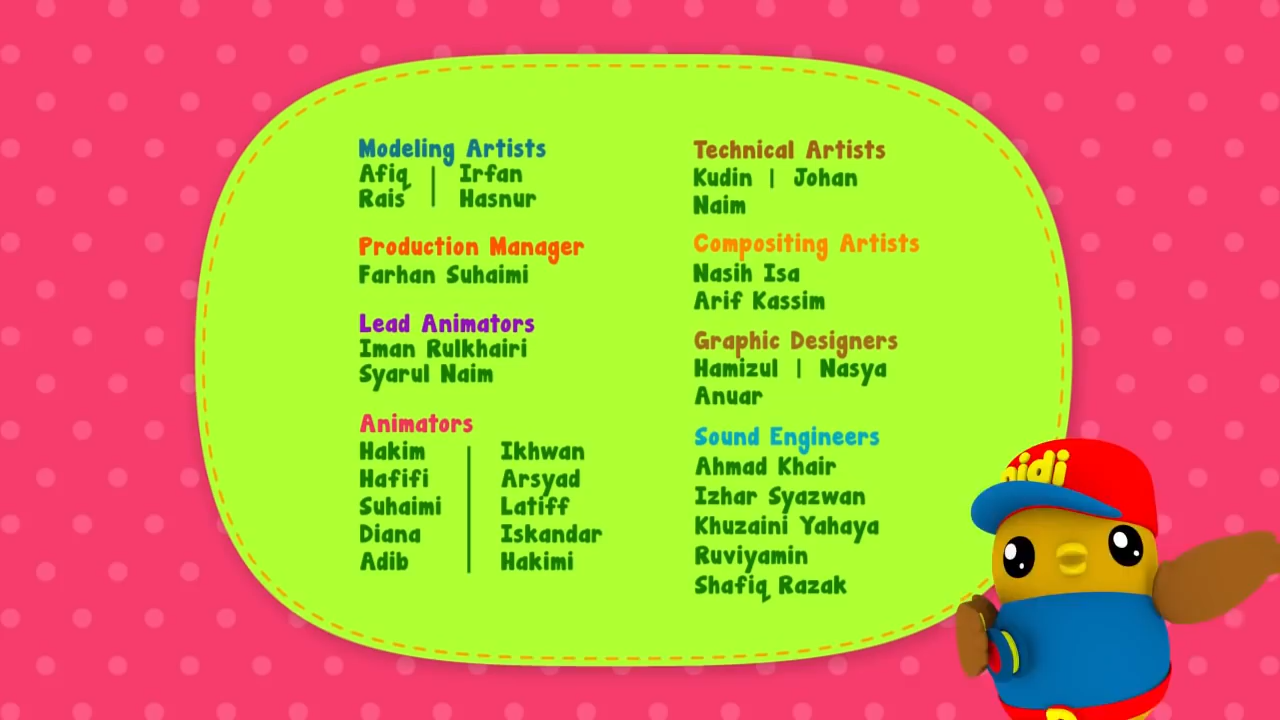 Modeling Artists
Afiq | Irfan
Rais | Hasnur
Production Manager
Farhan Suhaimi
Lead Animators
Iman Rulkhairi
Syarul Naim
Animators
Hakim | Ikhwan
Hafifi | Arsyad
Suhaimi | Latiff
Diana | Iskandar
Adib | Hakimi
Technical Artists
Kudin | Johan
Naim
Compositing Artists
Nasih Isa
Arif Kassim
Graphic Designers
Hamizul | Nasya
Anuar
Sound Engineers
Ahmad Khair
Izhar Syazwan
Khuzaini Yahaya
Ruviyamin
Shafiq Razak